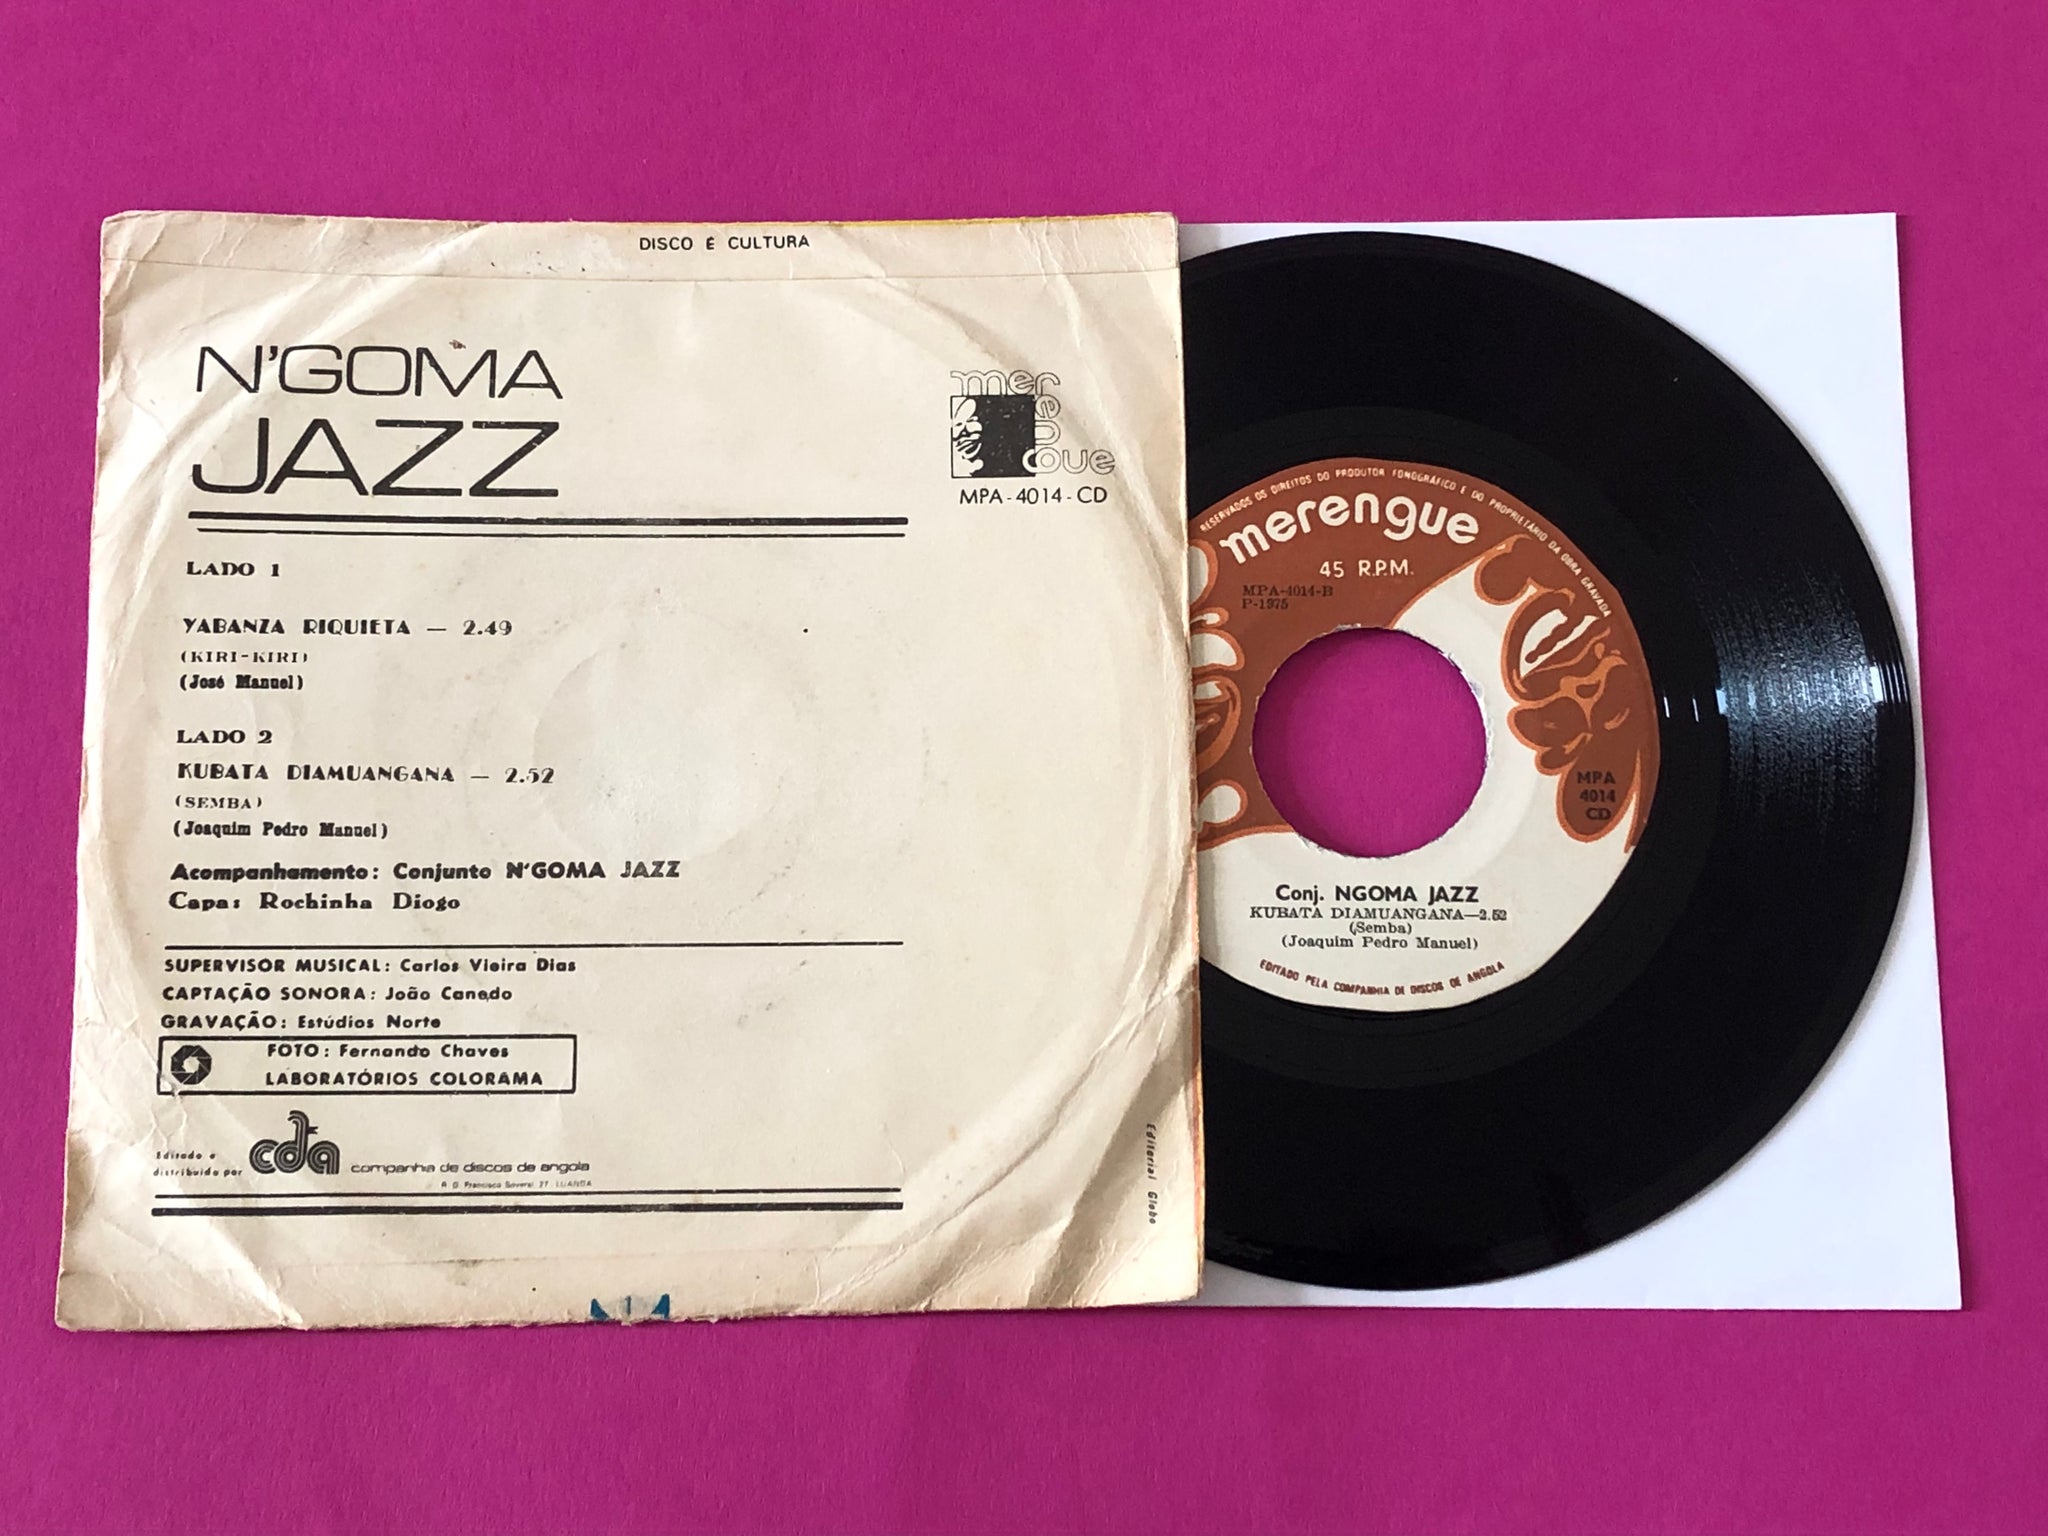 DISCO É CULTURA
N'GOMA
JAZZ
merengue
MPA-4014-CD
LADO 1
YABANZA RIQUIETA — 2.49
(KIRI-KIRI)
(José Manuel)
LADO 2
KUBATA DIAMUANGANA — 2.52
(SEMBA)
(Joaquim Pedro Manuel)
Acompanhamento: Conjunto N'GOMA JAZZ
Capa: Rochinha Diogo
SUPERVISOR MUSICAL: Carlos Vieira Dias
CAPTAÇÃO SONORA: João Canedo
GRAVAÇÃO: Estúdios Norte
FOTO: Fernando Chaves
LABORATÓRIOS COLORAMA
Editado e
distribuido por
cda companhia de discos de angola
LUANDA
Editorial Globo
1
RESERVADOS OS DIREITOS DO PRODUTOR FONOGRÁFICO E DO PROPRIETÁRIO DA OBRA GRAVADA
merengue
45 R.P.M.
MPA-4014-B
P-1975
MPA
4014
CD
Conj. NGOMA JAZZ
KUBATA DIAMUANGANA—2.52
(Semba)
(Joaquim Pedro Manuel)
EDITADO PELA COMPANHIA DE DISCOS DE ANGOLA